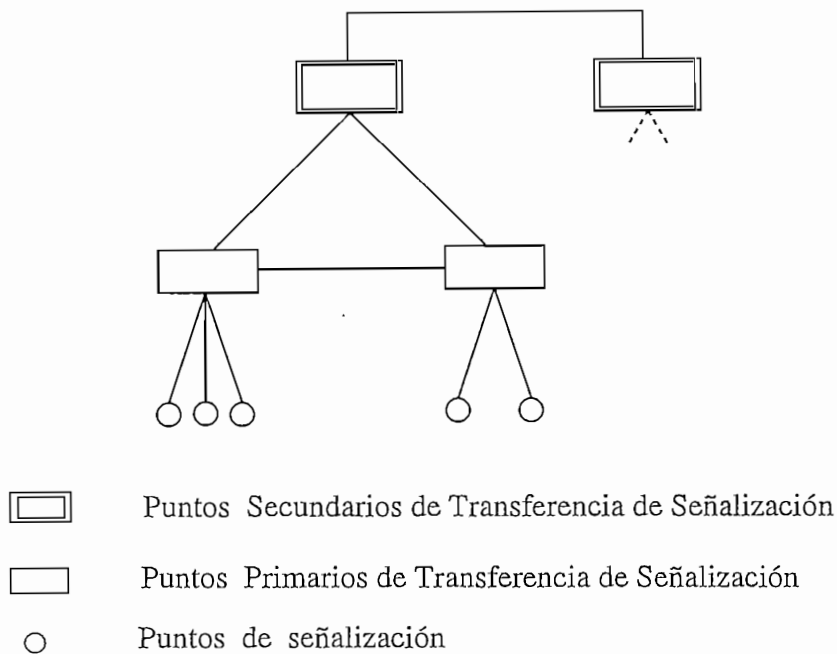 Puntos Secundarios de Transferencia de Señalización
Puntos Primarios de Transferencia de Señalización
Puntos de señalización